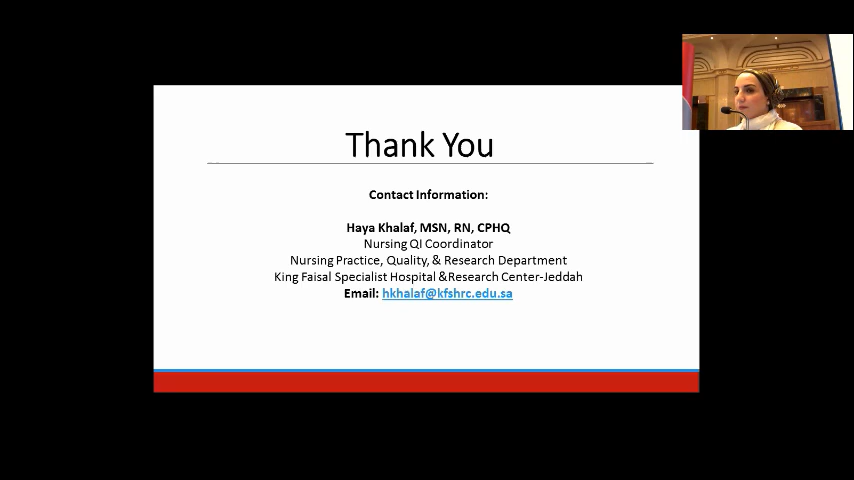 Thank You
Contact Information:
Haya Khalaf, MSN, RN, CPHQ
Nursing QI Coordinator
Nursing Practice, Quality, & Research Department
King Faisal Specialist Hospital &Research Center-Jeddah
Email: hkhalaf@kfshrc.edu.sa